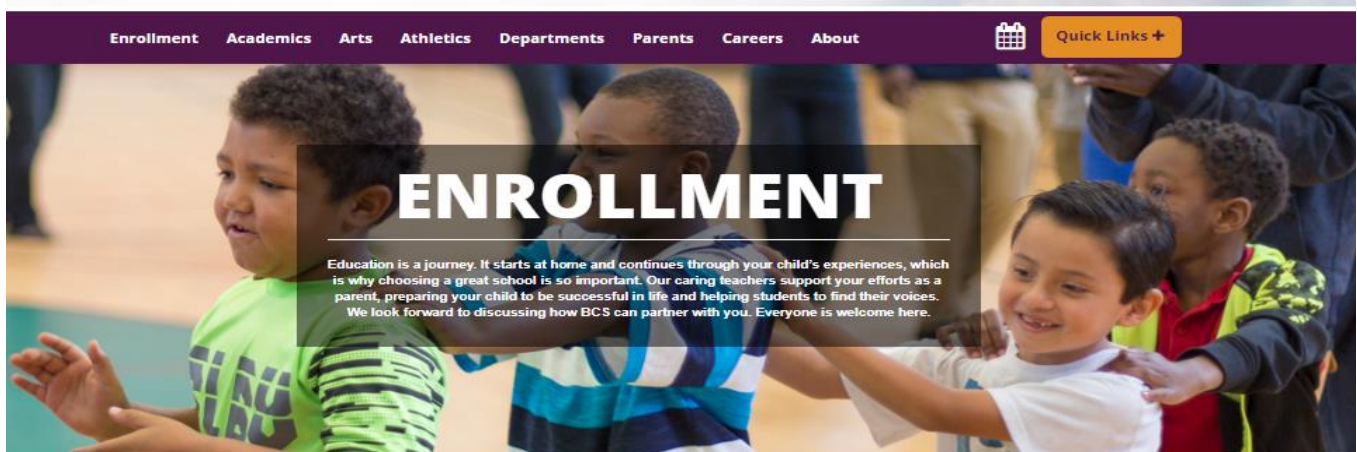 Enrollment Academics Arts Athletics Departments Parents Careers About Quick Links +
ENROLLMENT
Education is a journey. It starts at home and continues through your child's experiences, which
is why choosing a great school is so important. Our caring teachers support your efforts as a
parent, preparing your child to be successful in life and helping students to find their voices.
We look forward to discussing how BCS can partner with you. Everyone is welcome here.